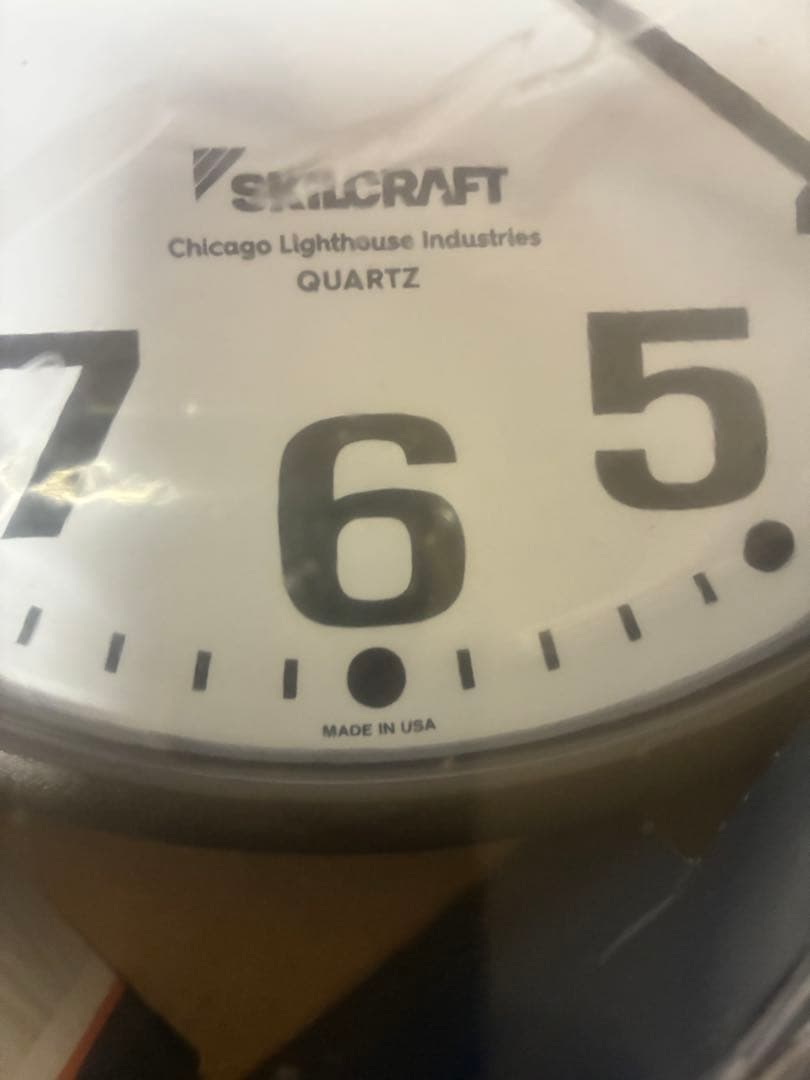 SKILCRAFT
Chicago Lighthouse Industries
QUARTZ
7 6 5
MADE IN USA